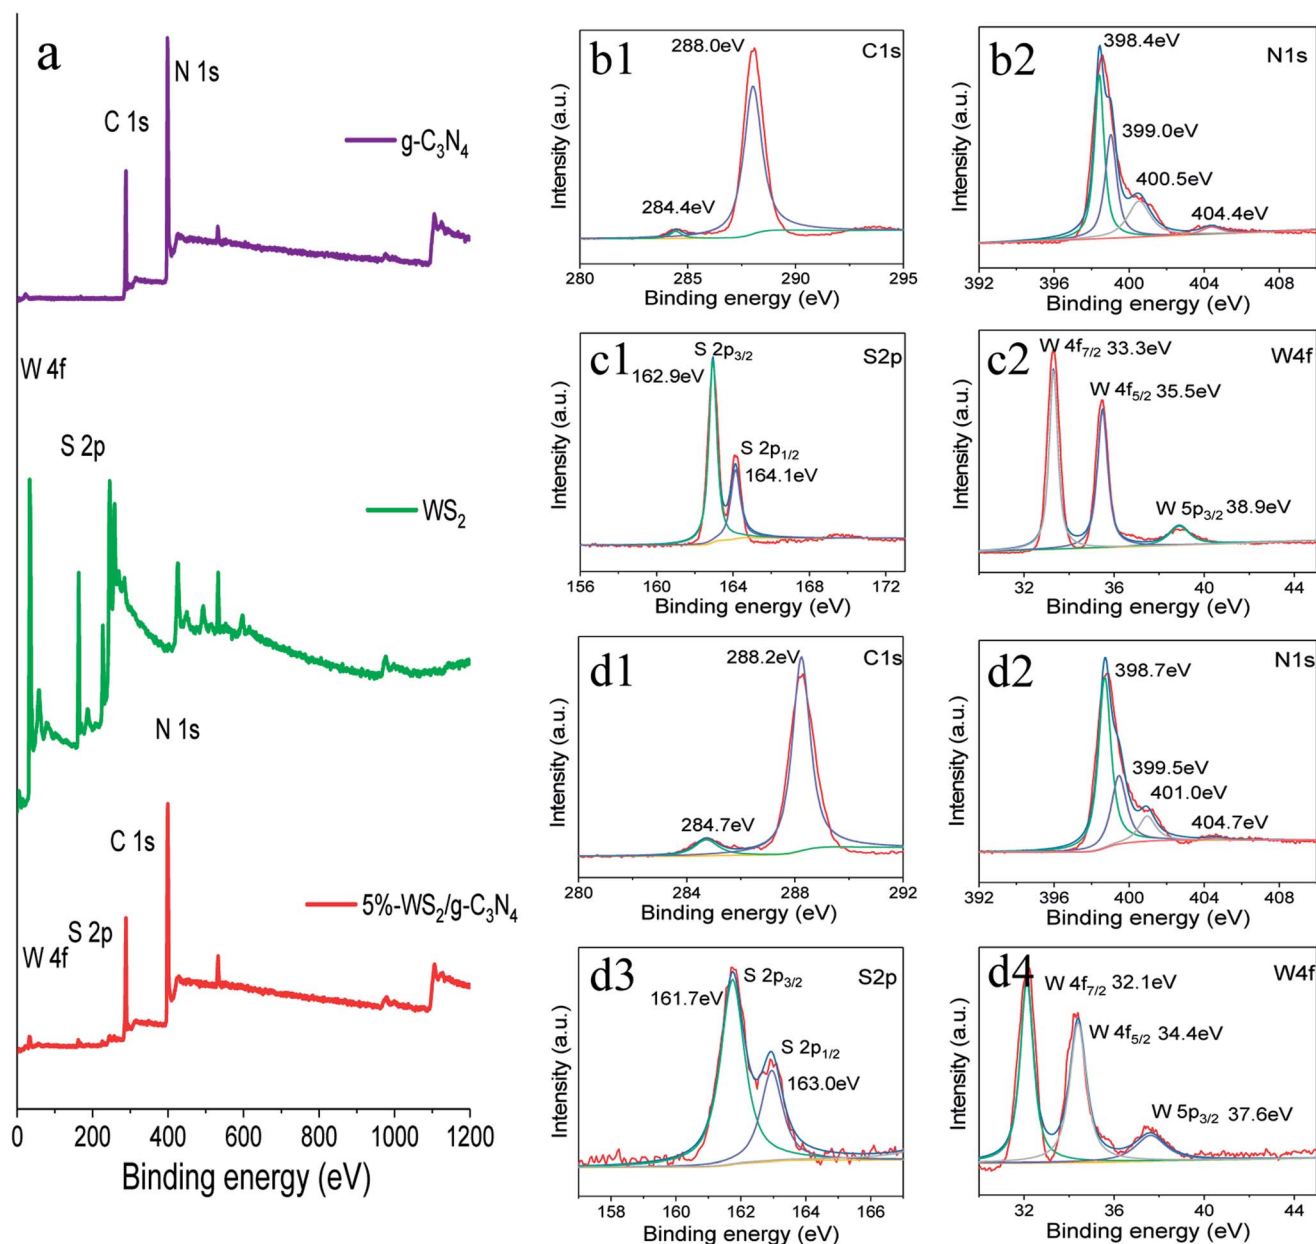 a
N 1s
C 1s
g-C₃N₄
W 4f
S 2p
WS₂
N 1s
C 1s
5%-WS₂/g-C₃N₄
S 2p
W 4f
0 200 400 600 800 1000 1200
Binding energy (eV)
b1
C1s
288.0eV
284.4eV
Intensity (a.u.)
280 285 290 295
Binding energy (eV)
b2
N1s
398.4eV
399.0eV
400.5eV
404.4eV
Intensity (a.u.)
392 396 400 404 408
Binding energy (eV)
c1
S2p
S 2p₃/₂
162.9eV
S 2p₁/₂
164.1eV
Intensity (a.u.)
156 160 164 168 172
Binding energy (eV)
c2
W4f
W 4f₇/₂ 33.3eV
W 4f₅/₂ 35.5eV
W 5p₃/₂ 38.9eV
Intensity (a.u.)
32 36 40 44
Binding energy (eV)
d1
C1s
288.2eV
284.7eV
Intensity (a.u.)
280 284 288 292
Binding energy (eV)
d2
N1s
398.7eV
399.5eV
401.0eV
404.7eV
Intensity (a.u.)
392 396 400 404 408
Binding energy (eV)
d3
S2p
S 2p₃/₂
161.7eV
S 2p₁/₂
163.0eV
Intensity (a.u.)
158 160 162 164 166
Binding energy (eV)
d4
W4f
W 4f₇/₂ 32.1eV
W 4f₅/₂ 34.4eV
W 5p₃/₂ 37.6eV
Intensity (a.u.)
32 36 40 44
Binding energy (eV)